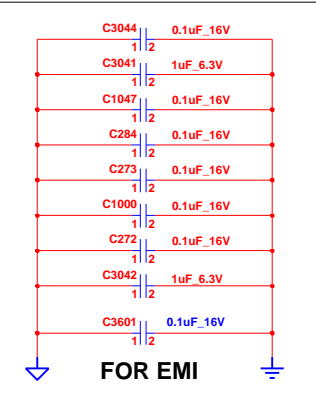 C3044 0.1uF_16V
1 2
C3041 1uF_6.3V
1 2
C1047 0.1uF_16V
1 2
C284 0.1uF_16V
1 2
C273 0.1uF_16V
1 2
C1000 0.1uF_16V
1 2
C272 0.1uF_16V
1 2
C3042 1uF_6.3V
1 2
C3601 0.1uF_16V
1 2
FOR EMI